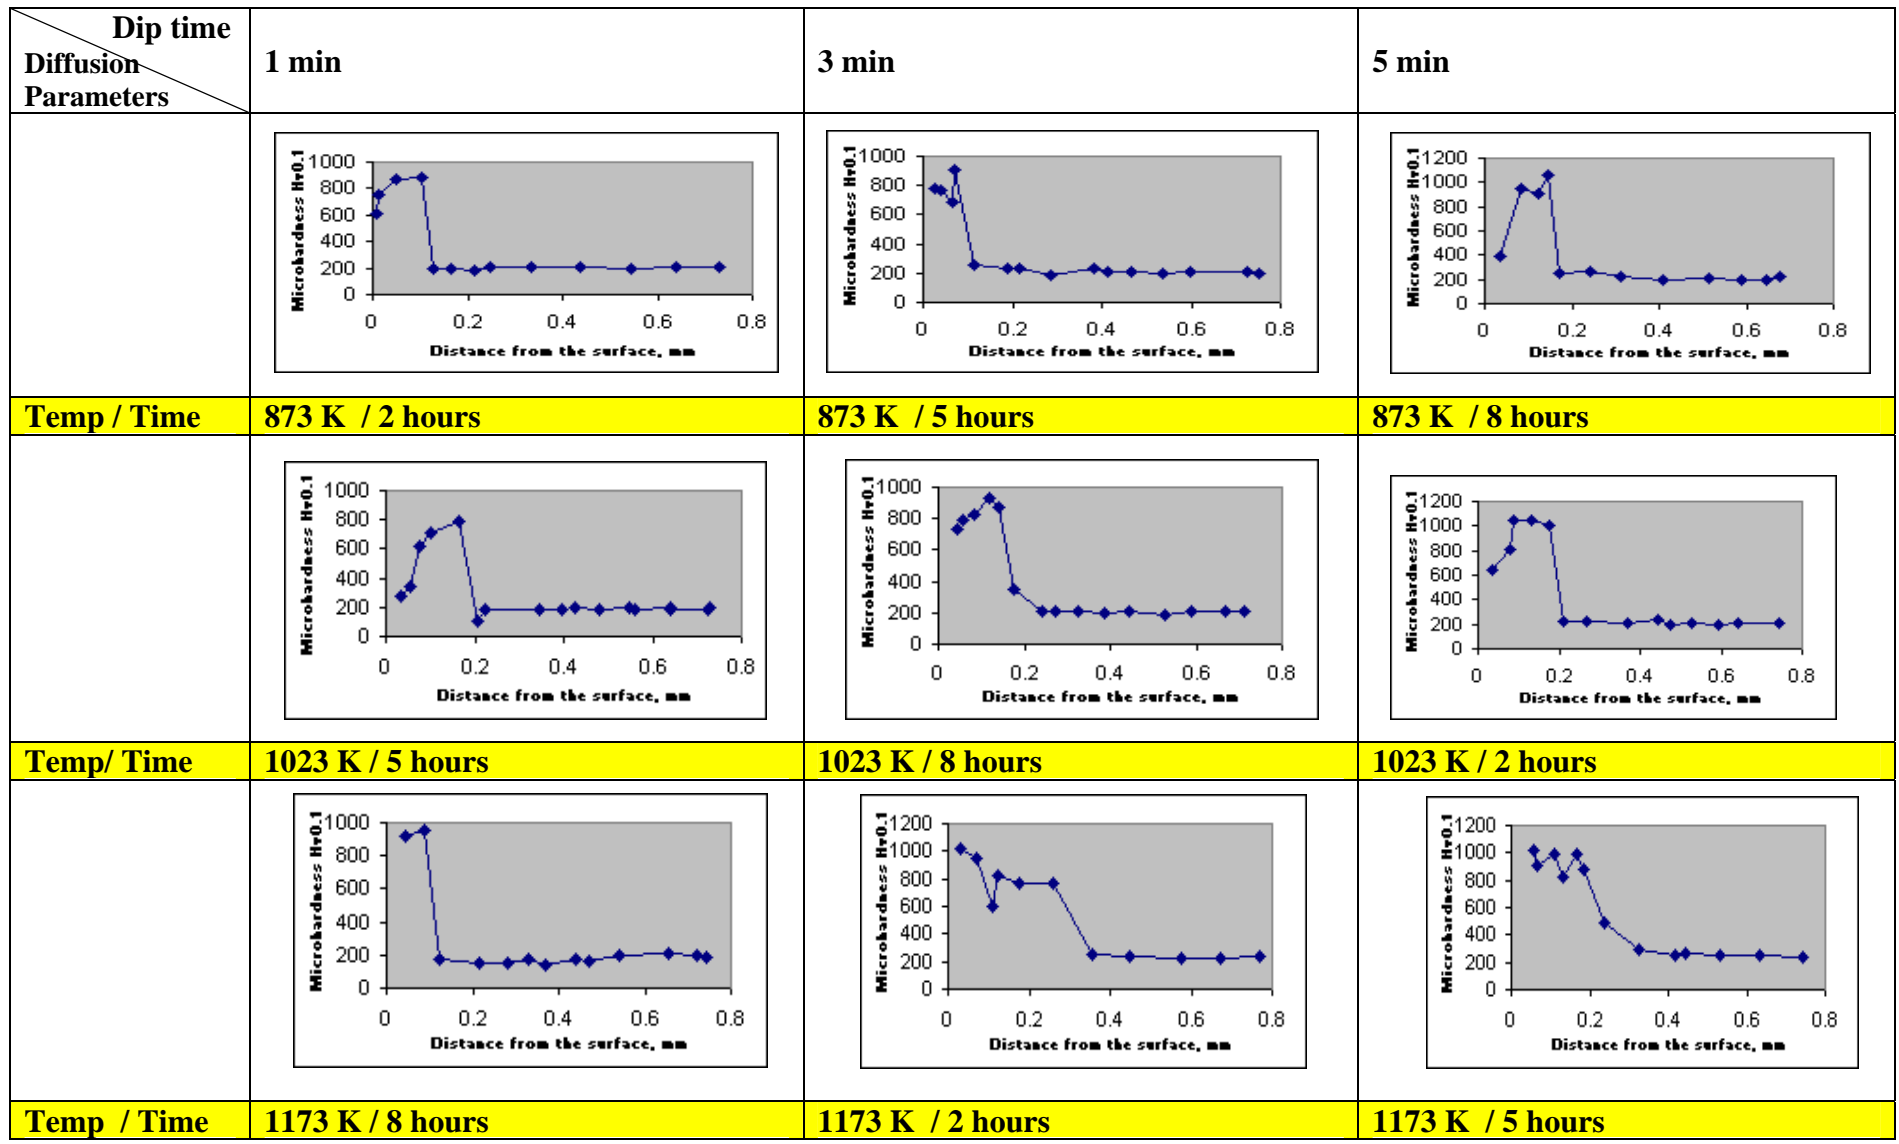 Dip time
Diffusion
Parameters
1 min
3 min
5 min
Microhardness Hv0.1
1000
800
600
400
200
0
0 0.2 0.4 0.6 0.8
Distance from the surface, mm
Microhardness Hv0.1
1000
800
600
400
200
0
0 0.2 0.4 0.6 0.8
Distance from the surface, mm
Microhardness Hv0.1
1200
1000
800
600
400
200
0
0 0.2 0.4 0.6 0.8
Distance from the surface, mm
Temp / Time
873 K / 2 hours
873 K / 5 hours
873 K / 8 hours
Microhardness Hv0.1
1000
800
600
400
200
0
0 0.2 0.4 0.6 0.8
Distance from the surface, mm
Microhardness Hv0.1
1000
800
600
400
200
0
0 0.2 0.4 0.6 0.8
Distance from the surface, mm
Microhardness Hv0.1
1200
1000
800
600
400
200
0
0 0.2 0.4 0.6 0.8
Distance from the surface, mm
Temp/ Time
1023 K / 5 hours
1023 K / 8 hours
1023 K / 2 hours
Microhardness Hv0.1
1000
800
600
400
200
0
0 0.2 0.4 0.6 0.8
Distance from the surface, mm
Microhardness Hv0.1
1200
1000
800
600
400
200
0
0 0.2 0.4 0.6 0.8
Distance from the surface, mm
Microhardness Hv0.1
1200
1000
800
600
400
200
0
0 0.2 0.4 0.6 0.8
Distance from the surface, mm
Temp / Time
1173 K / 8 hours
1173 K / 2 hours
1173 K / 5 hours